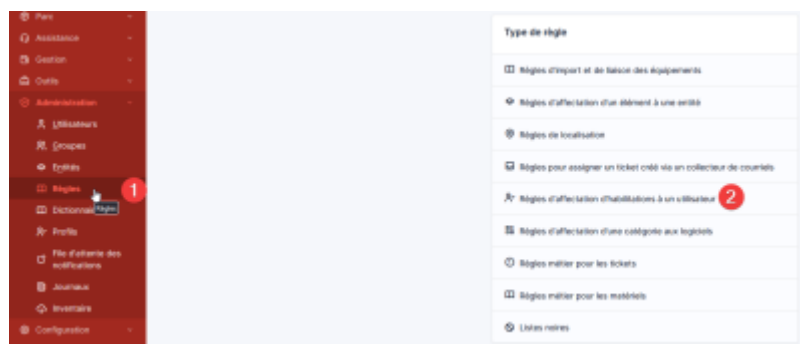 Parc
Assistance
Gestion
Outils
Administration
Utilisateurs
Groupes
Entités
Règles
1
Dictionnai
Règles
Profils
File d'attente des
notifications
Journaux
Inventaire
Configuration
Type de règle
Règles d'import et de liaison des équipements
Règles d'affectation d'un élément à une entité
Règles de localisation
Règles pour assigner un ticket créé via un collecteur de courriels
Règles d'affectation d'habilitations à un utilisateur
2
Règles d'affectation d'une catégorie aux logiciels
Règles métier pour les tickets
Règles métier pour les matériels
Listes noires